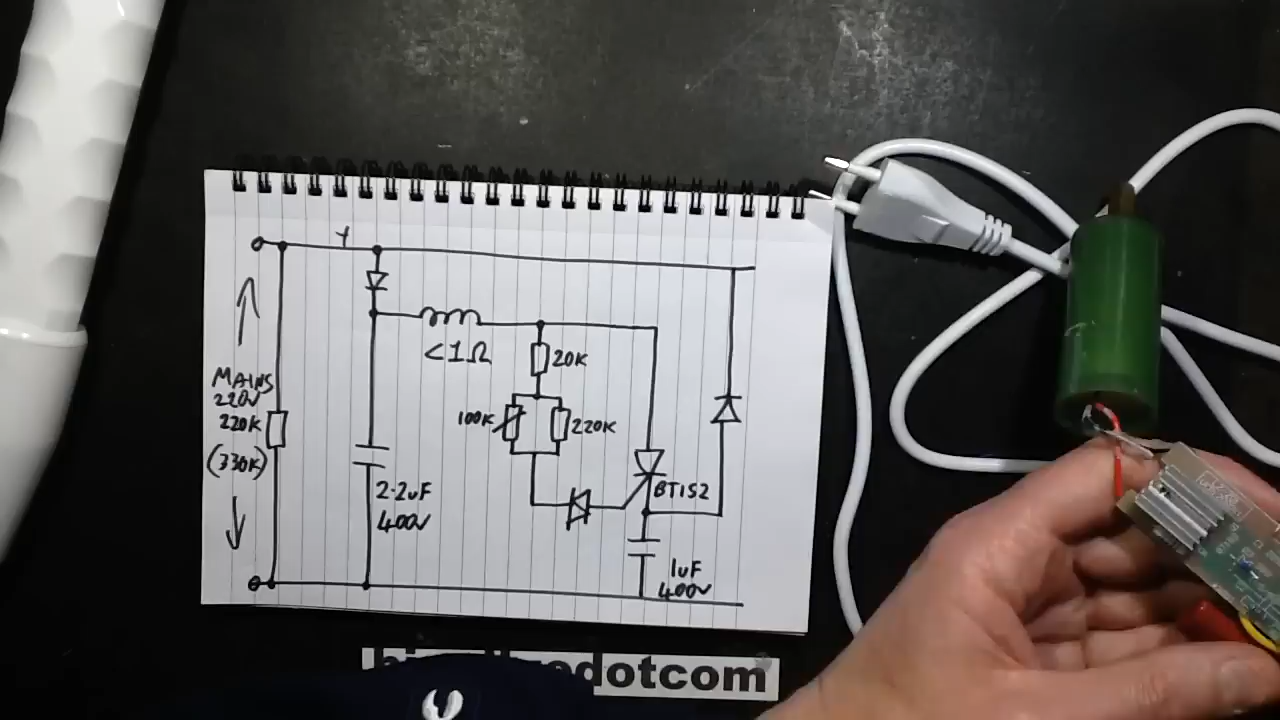 <1Ω
20K
MAINS
220V
220K
100K
220K
(330K)
2.2uF
400V
BT152
1uF
400V
dotcom